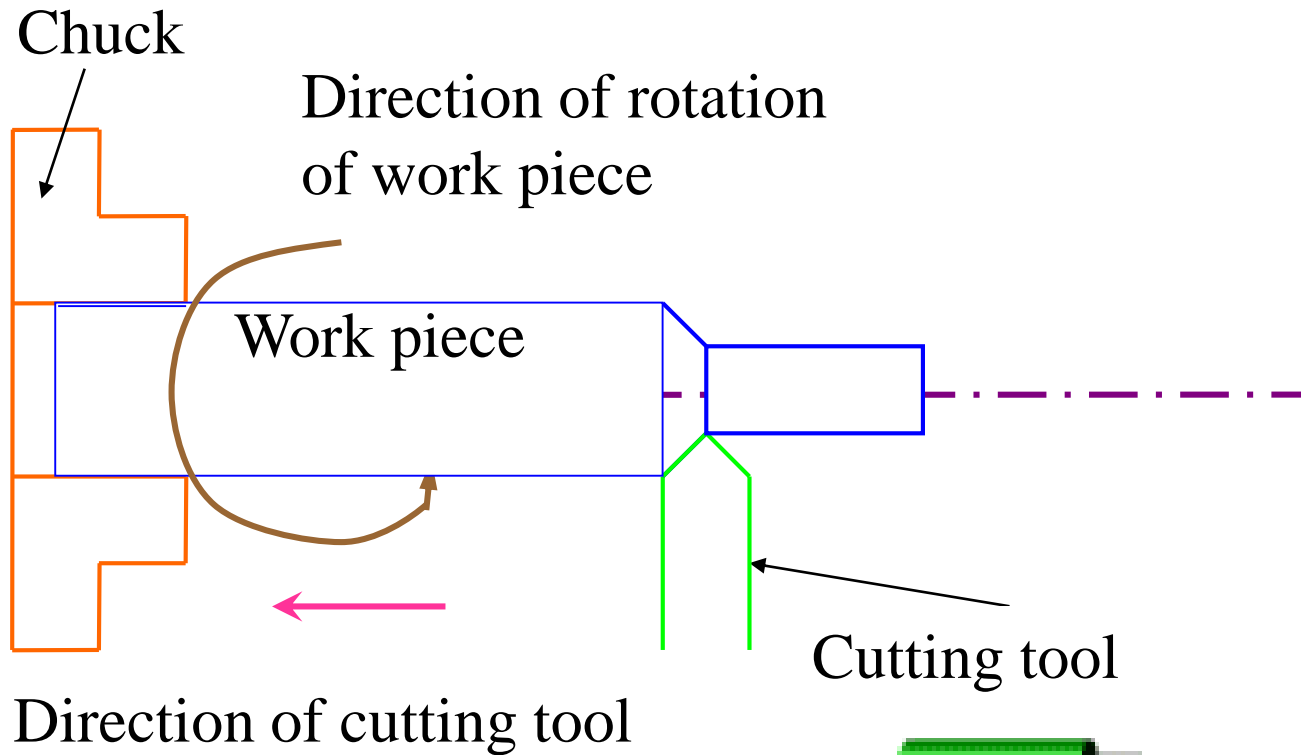 Chuck
Direction of rotation
of work piece
Work piece
Cutting tool
Direction of cutting tool